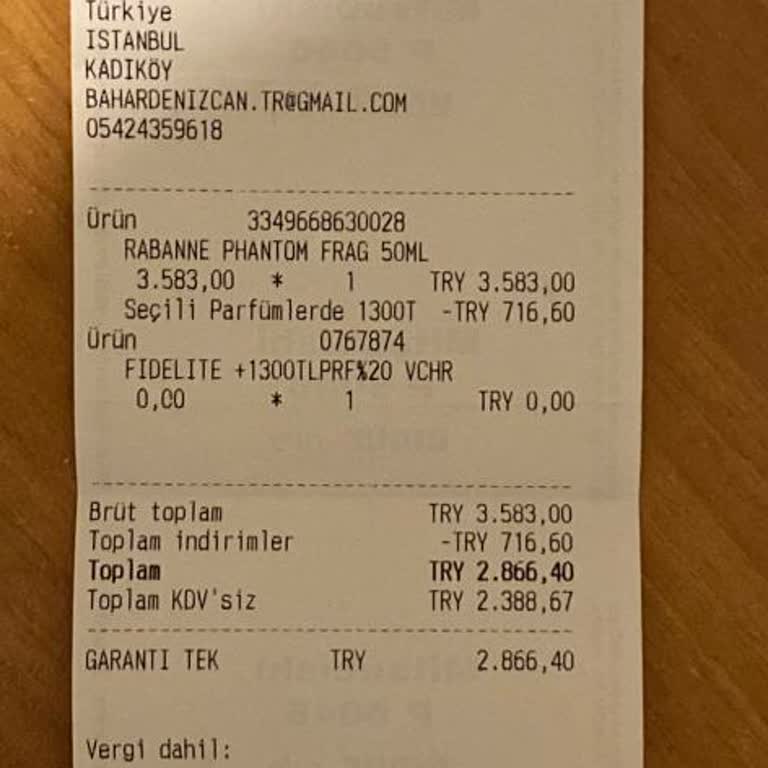 Türkiye
ISTANBUL
KADIKÖY
BAHARDENIZCAN.TR@GMAIL.COM
05424359618
Ürün 3349668630028
RABANNE PHANTOM FRAG 50ML
3.583,00 * 1 TRY 3.583,00
Seçili Parfümlerde 1300T -TRY 716,60
Ürün 0767874
FIDELITE +1300TLPRF%20 VCHR
0,00 * 1 TRY 0,00
Brüt toplam TRY 3.583,00
Toplam indirimler -TRY 716,60
Toplam TRY 2.866,40
Toplam KDV'siz TRY 2.388,67
GARANTI TEK TRY 2.866,40
Vergi dahil: